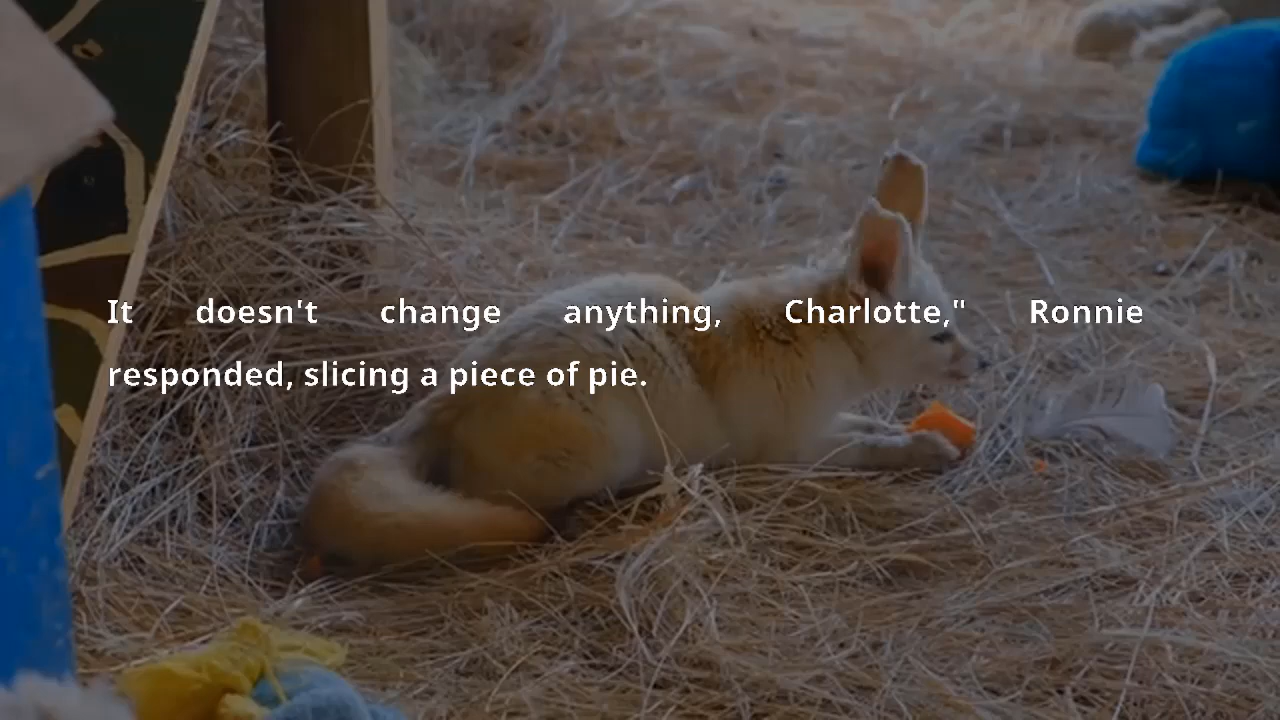 It doesn't change anything, Charlotte," Ronnie
responded, slicing a piece of pie.